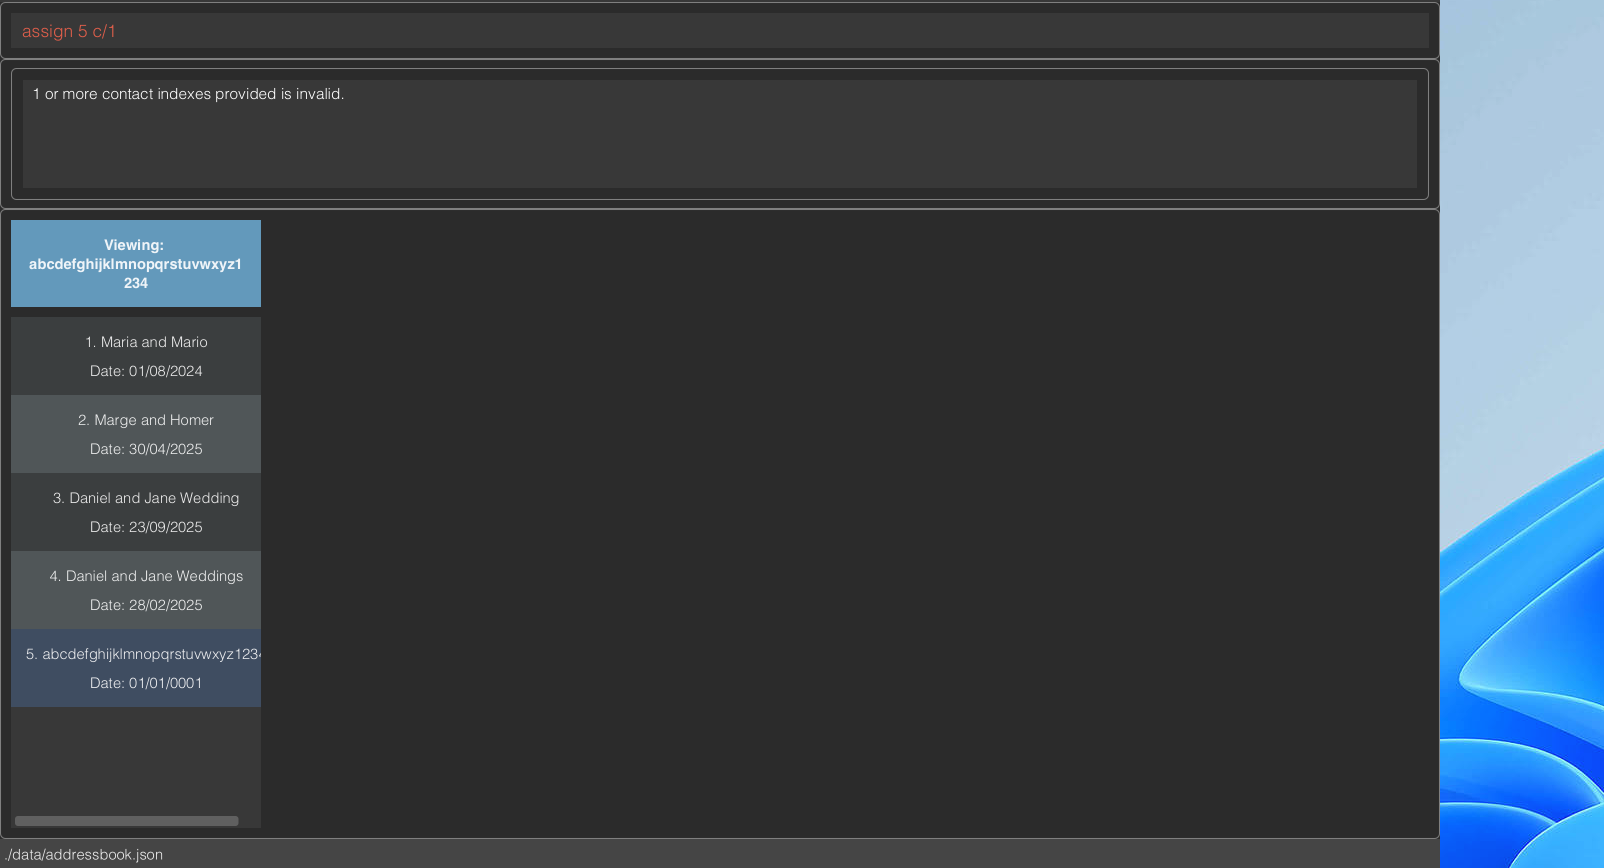 assign 5 c/1
1 or more contact indexes provided is invalid.
Viewing:
abcdefghijklmnopqrstuvwxyz1
234
1. Maria and Mario
Date: 01/08/2024
2. Marge and Homer
Date: 30/04/2025
3. Daniel and Jane Wedding
Date: 23/09/2025
4. Daniel and Jane Weddings
Date: 28/02/2025
5. abcdefghijklmnopqrstuvwxyz1234
Date: 01/01/0001
./data/addressbook.json